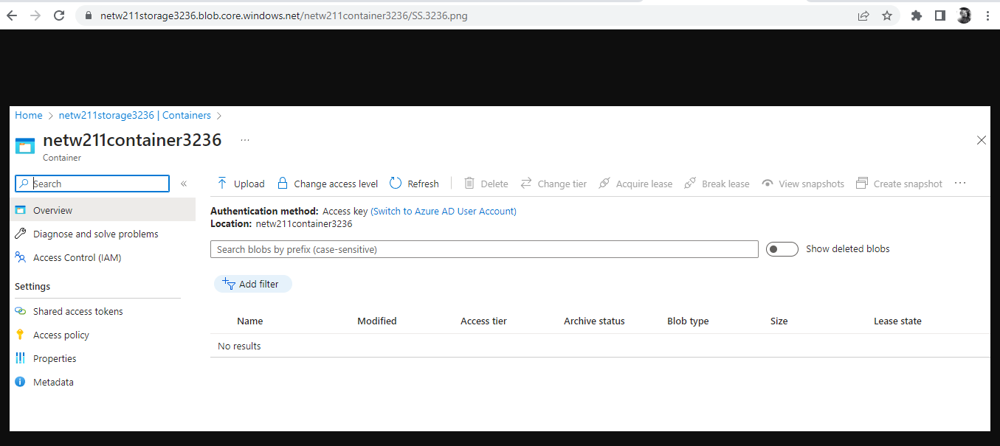 netw211storage3236.blob.core.windows.net/netw211container3236/SS.3236.png
Home > netw211storage3236 | Containers >
netw211container3236 ...
Container
Search «
Upload Change access level Refresh Delete Change tier Acquire lease Break lease View snapshots Create snapshot ...
Overview
Diagnose and solve problems
Access Control (IAM)
Settings
Shared access tokens
Access policy
Properties
Metadata
Authentication method: Access key (Switch to Azure AD User Account)
Location: netw211container3236
Search blobs by prefix (case-sensitive)
Show deleted blobs
Add filter
Name Modified Access tier Archive status Blob type Size Lease state
No results